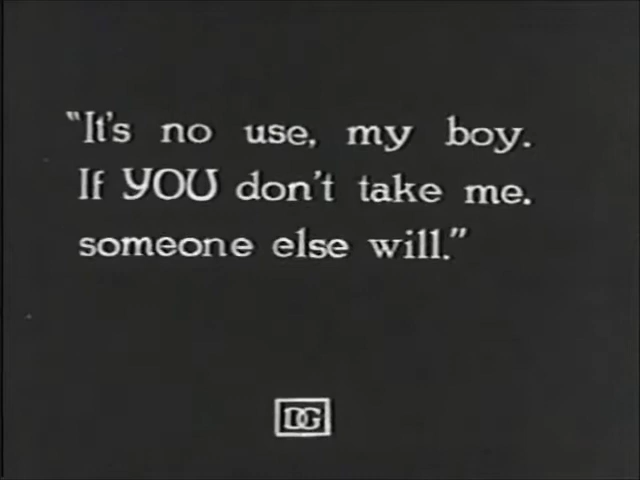 "It's no use, my boy.
If YOU don't take me.
someone else will."
DG